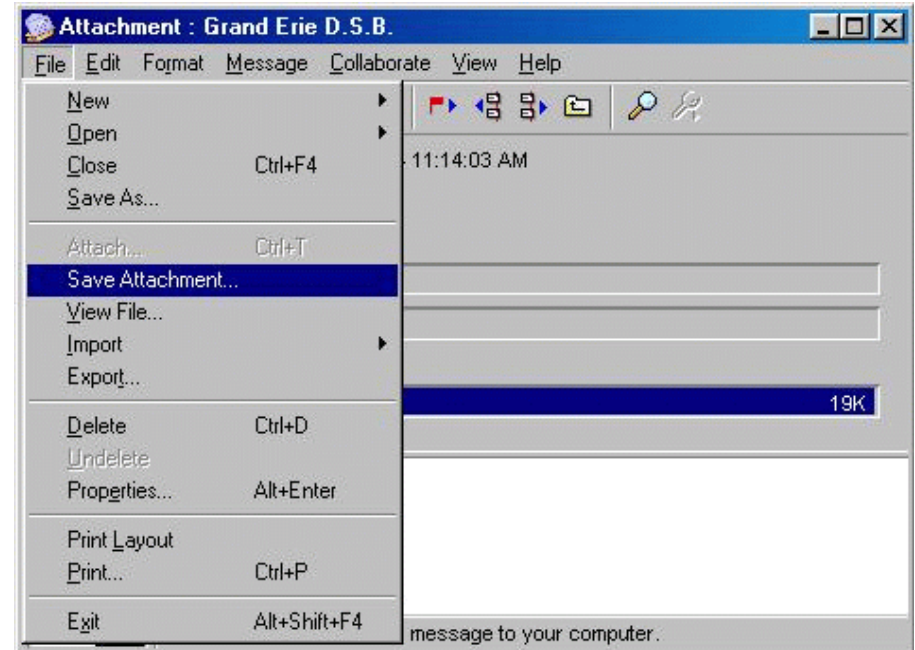 Attachment : Grand Erie D.S.B.
File Edit Format Message Collaborate View Help
New
Open
Close Ctrl+F4
11:14:03 AM
Save As...
Attach... Ctrl+T
Save Attachment...
View File...
Import
Export...
19K
Delete Ctrl+D
Undelete
Properties... Alt+Enter
Print Layout
Print... Ctrl+P
Exit Alt+Shift+F4
message to your computer.